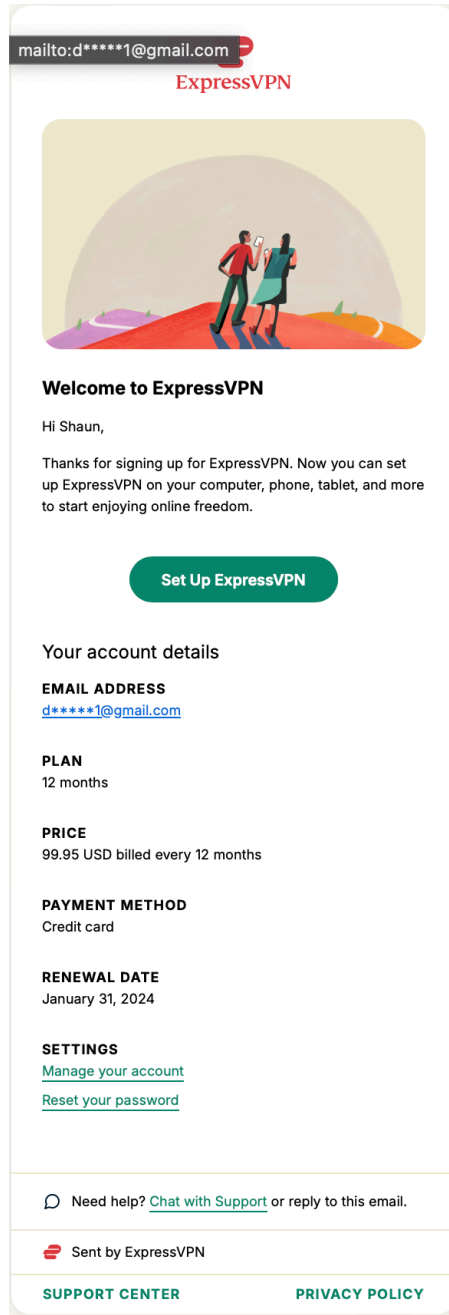 mailto:d*****1@gmail.com
ExpressVPN
Welcome to ExpressVPN
Hi Shaun,
Thanks for signing up for ExpressVPN. Now you can set
up ExpressVPN on your computer, phone, tablet, and more
to start enjoying online freedom.
Set Up ExpressVPN
Your account details
EMAIL ADDRESS
d*****1@gmail.com
PLAN
12 months
PRICE
99.95 USD billed every 12 months
PAYMENT METHOD
Credit card
RENEWAL DATE
January 31, 2024
SETTINGS
Manage your account
Reset your password
Need help? Chat with Support or reply to this email.
Sent by ExpressVPN
SUPPORT CENTER PRIVACY POLICY